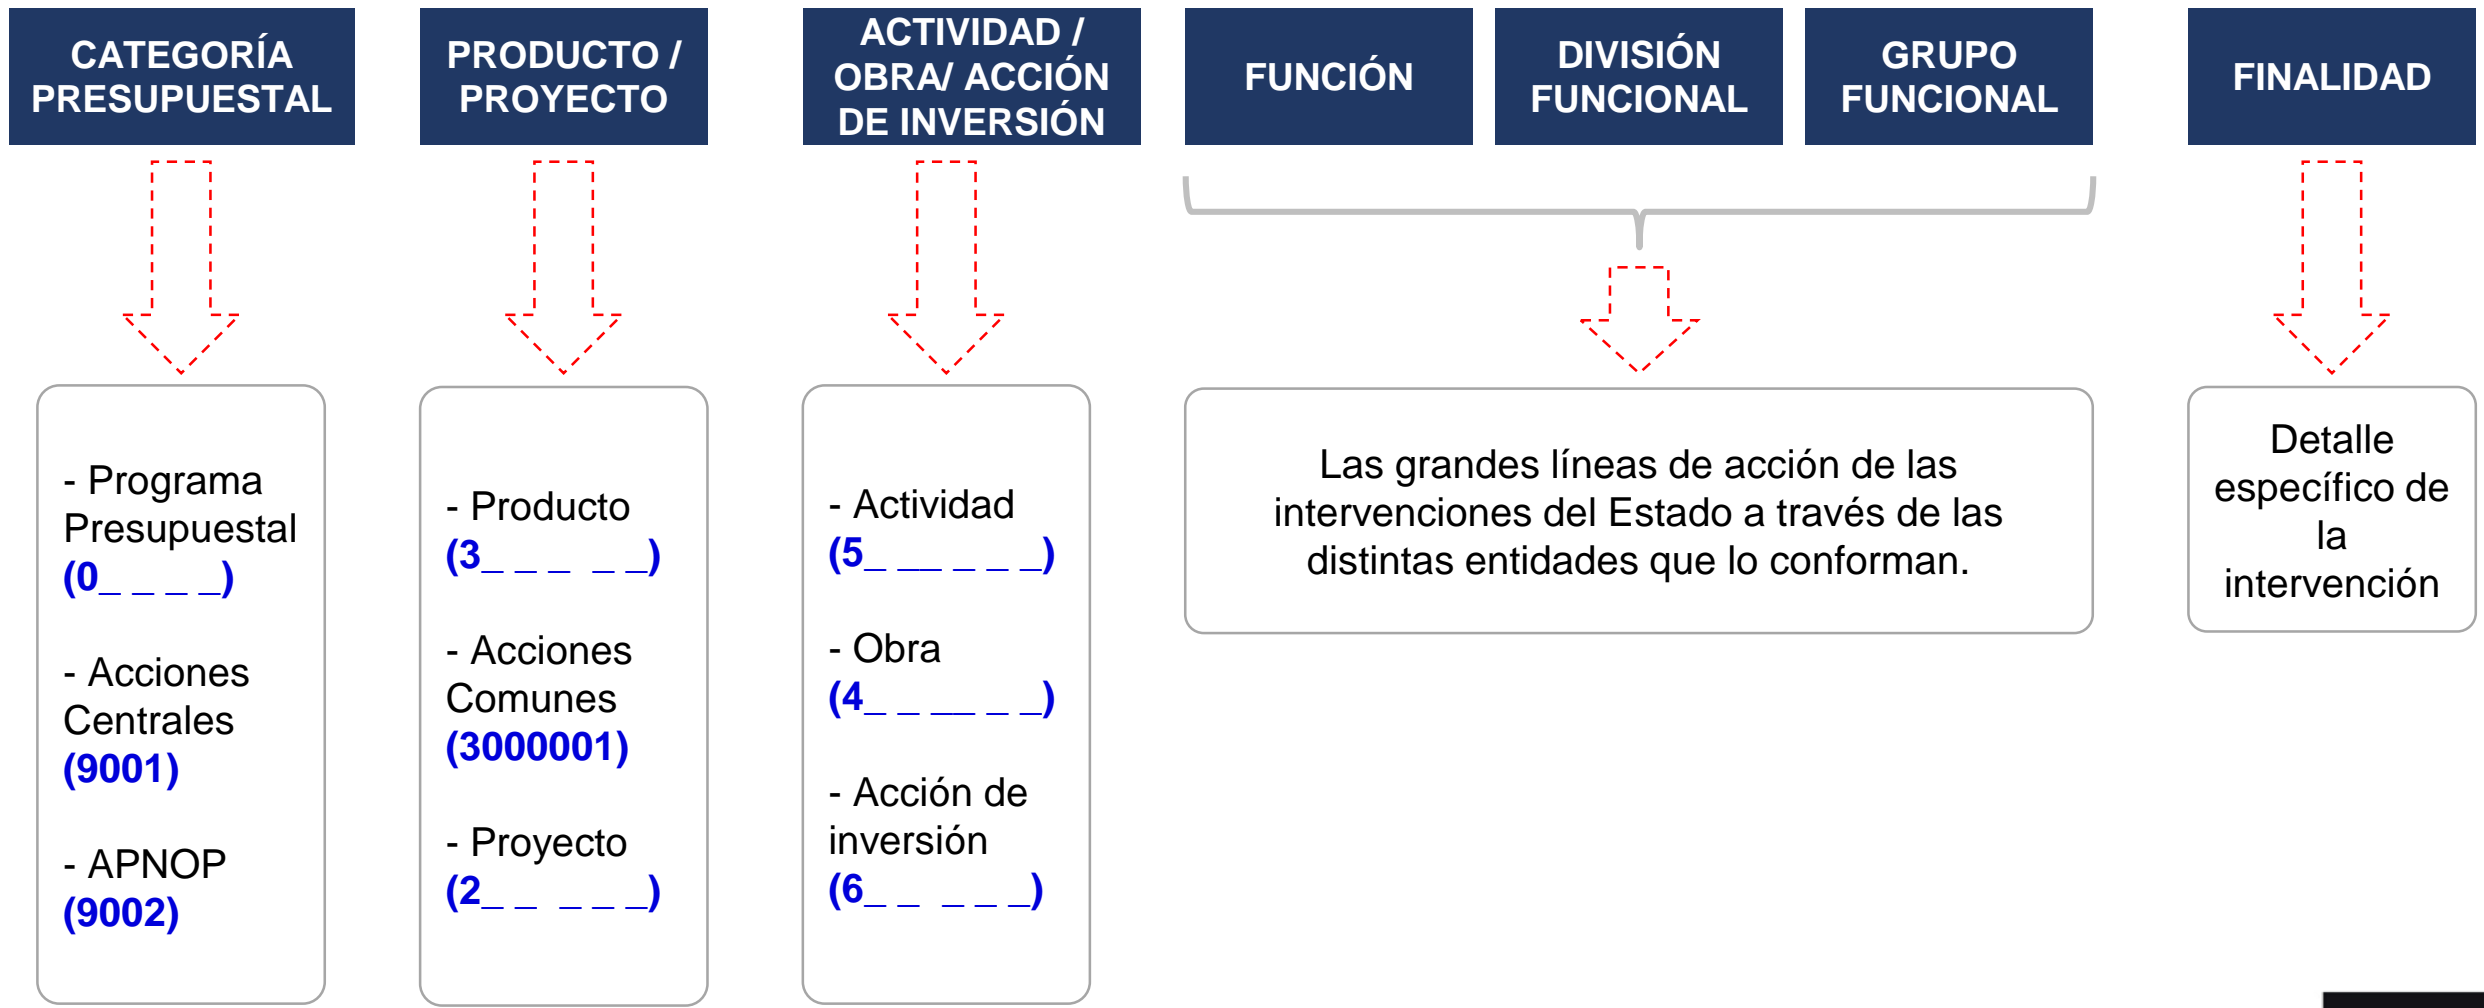 CATEGORÍA
PRESUPUESTAL
PRODUCTO /
PROYECTO
ACTIVIDAD /
OBRA/ ACCIÓN
DE INVERSIÓN
FUNCIÓN
DIVISIÓN
FUNCIONAL
GRUPO
FUNCIONAL
FINALIDAD
- Programa
Presupuestal
(0_ _ _ _)
- Acciones
Centrales
(9001)
- APNOP
(9002)
- Producto
(3_ _ _  _ _)
- Acciones
Comunes
(3000001)
- Proyecto
(2_ _  _ _ _)
- Actividad
(5_ __ _ _ _)
- Obra
(4_ _ __ _ _)
- Acción de
inversión
(6_ _  _ _ _)
Las grandes líneas de acción de las
intervenciones del Estado a través de las
distintas entidades que lo conforman.
Detalle
específico de
la
intervención